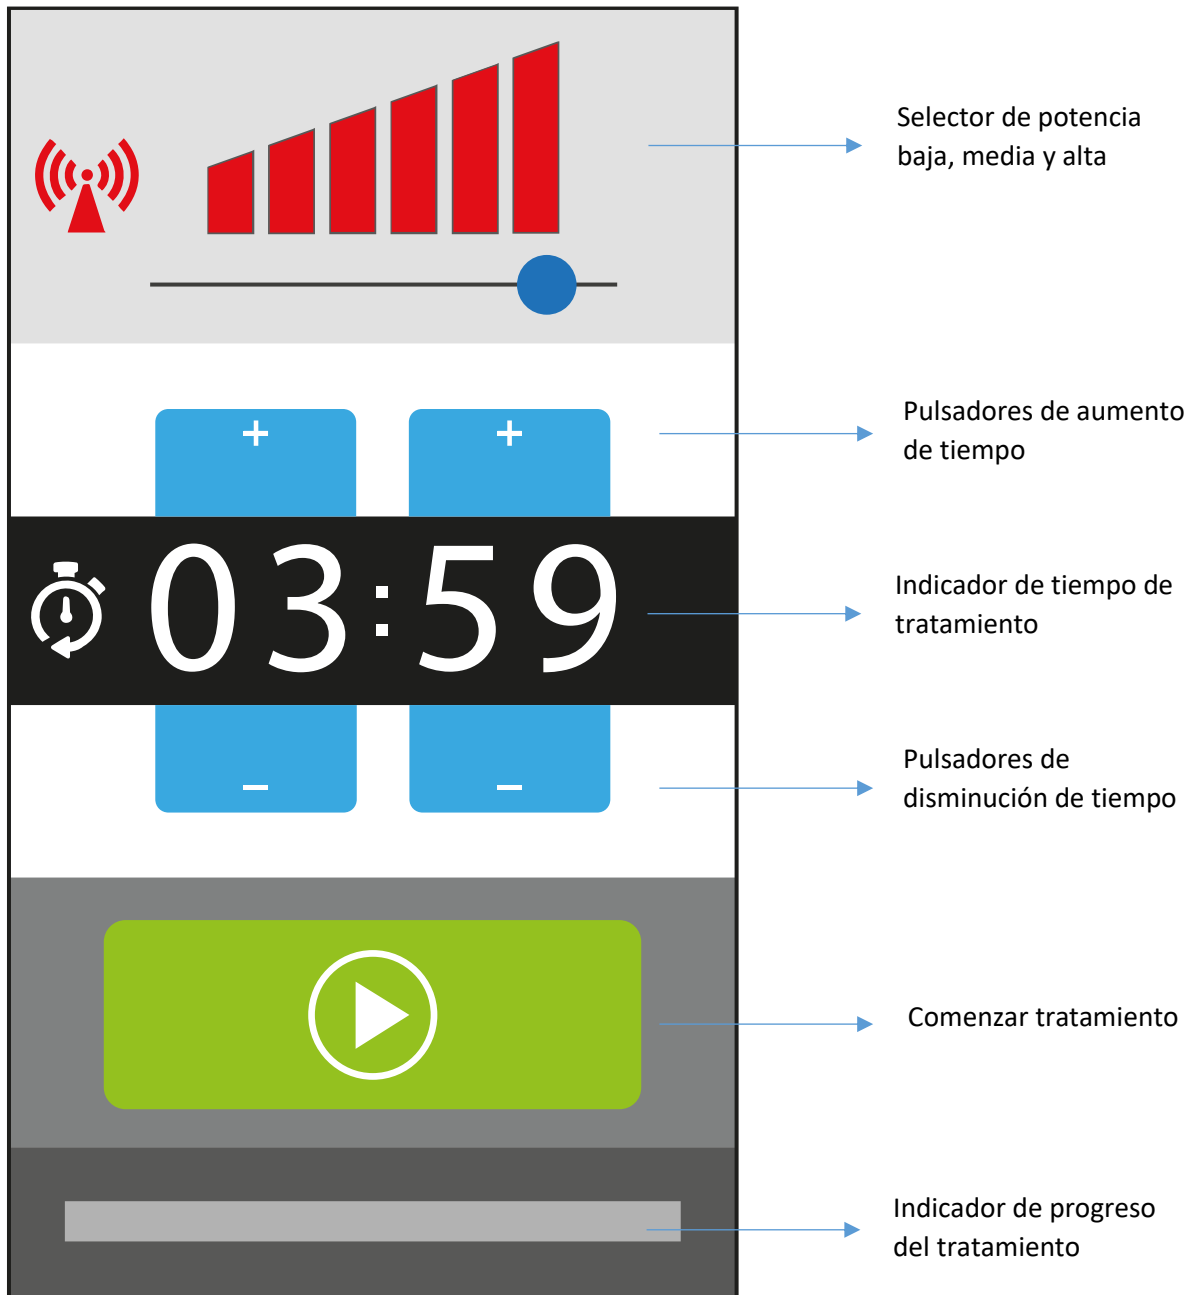 Selector de potencia
baja, media y alta
+ +
Pulsadores de aumento
de tiempo
03:59
Indicador de tiempo de
tratamiento
Pulsadores de
disminución de tiempo
− −
Comenzar tratamiento
Indicador de progreso
del tratamiento